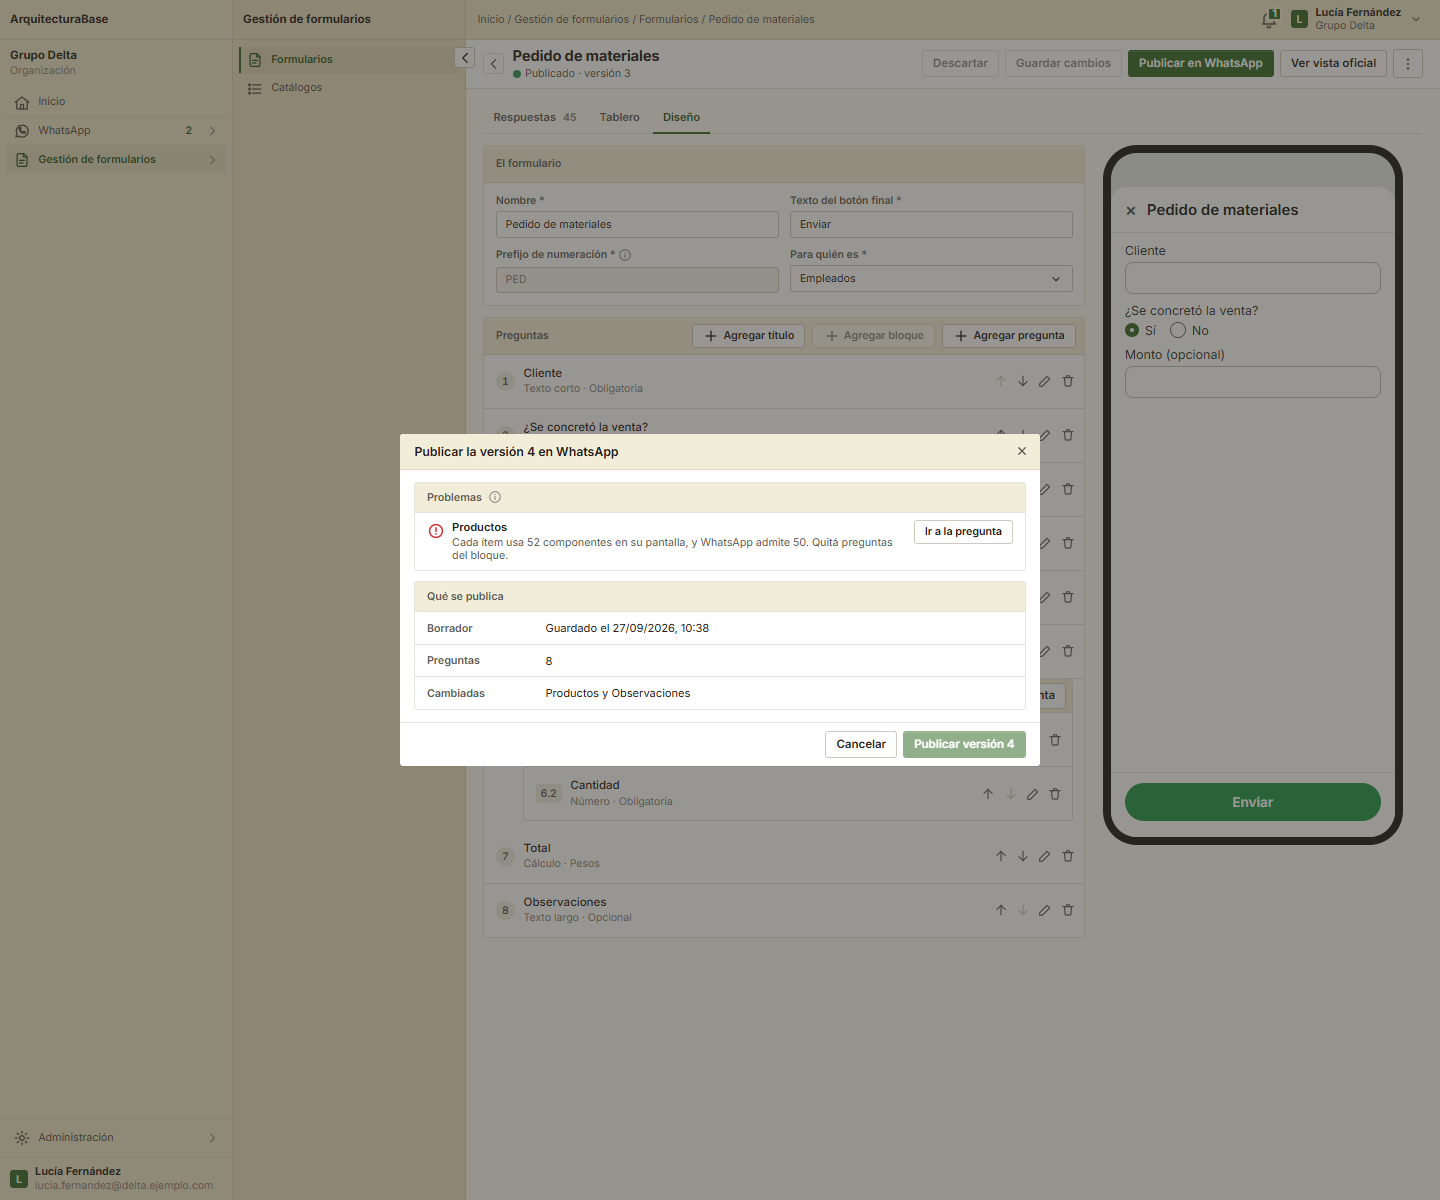 ArquitecturaBase
Grupo Delta
Organización
Inicio
WhatsApp 2
Gestión de formularios
Administración
L Lucía Fernández
lucia.fernandez@delta.ejemplo.com
Gestión de formularios
Formularios
Catálogos
Inicio / Gestión de formularios / Formularios / Pedido de materiales
1
L Lucía Fernández
Grupo Delta
Pedido de materiales
Publicado · versión 3
Descartar
Guardar cambios
Publicar en WhatsApp
Ver vista oficial
Respuestas 45
Tablero
Diseño
El formulario
Nombre *
Pedido de materiales
Texto del botón final *
Enviar
Prefijo de numeración *
PED
Para quién es *
Empleados
Preguntas
Agregar título
Agregar bloque
Agregar pregunta
1 Cliente
Texto corto · Obligatoria
¿Se concretó la venta?
Publicar la versión 4 en WhatsApp
Problemas
Productos
Cada ítem usa 52 componentes en su pantalla, y WhatsApp admite 50. Quitá preguntas
del bloque.
Ir a la pregunta
Qué se publica
Borrador Guardado el 27/09/2026, 10:38
Preguntas 8
Cambiadas Productos y Observaciones
Cancelar
Publicar versión 4
6.2 Cantidad
Número · Obligatoria
7 Total
Cálculo · Pesos
8 Observaciones
Texto largo · Opcional
Pedido de materiales
Cliente
¿Se concretó la venta?
Sí No
Monto (opcional)
Enviar